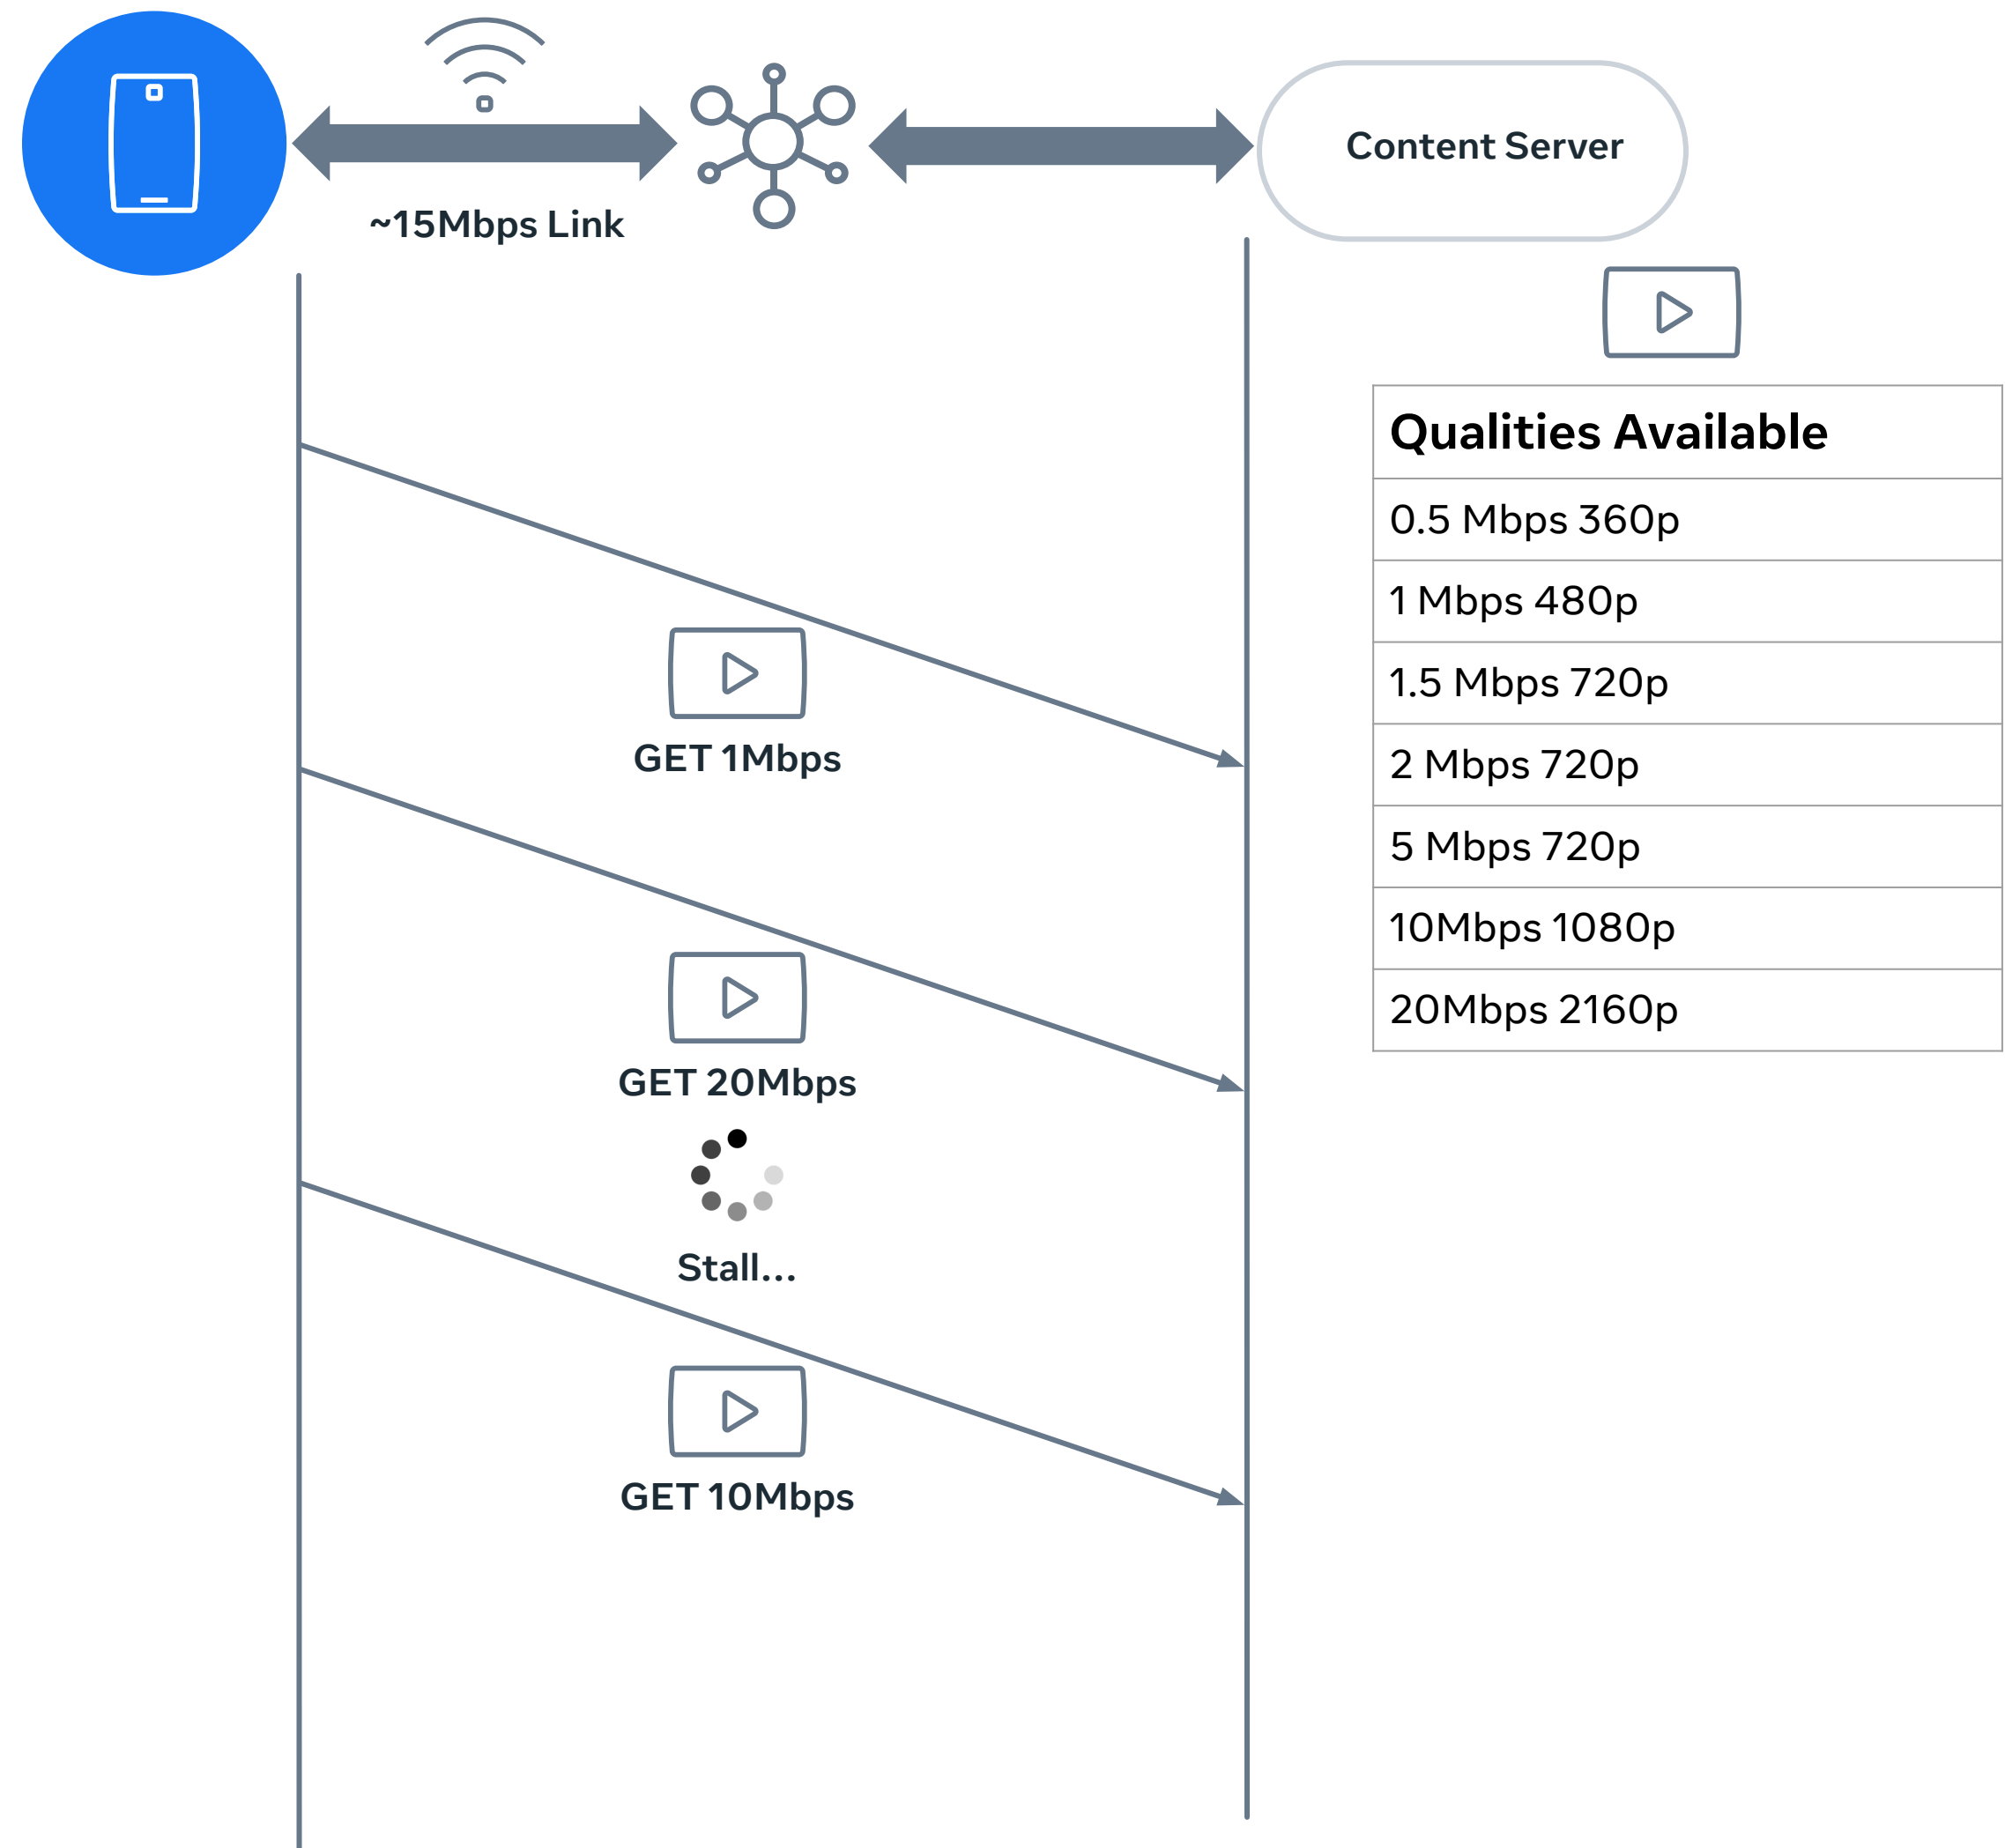 Content Server
~15Mbps Link
Qualities Available
0.5 Mbps 360p
1 Mbps 480p
1.5 Mbps 720p
2 Mbps 720p
5 Mbps 720p
10Mbps 1080p
20Mbps 2160p
GET 1Mbps
GET 20Mbps
Stall...
GET 10Mbps